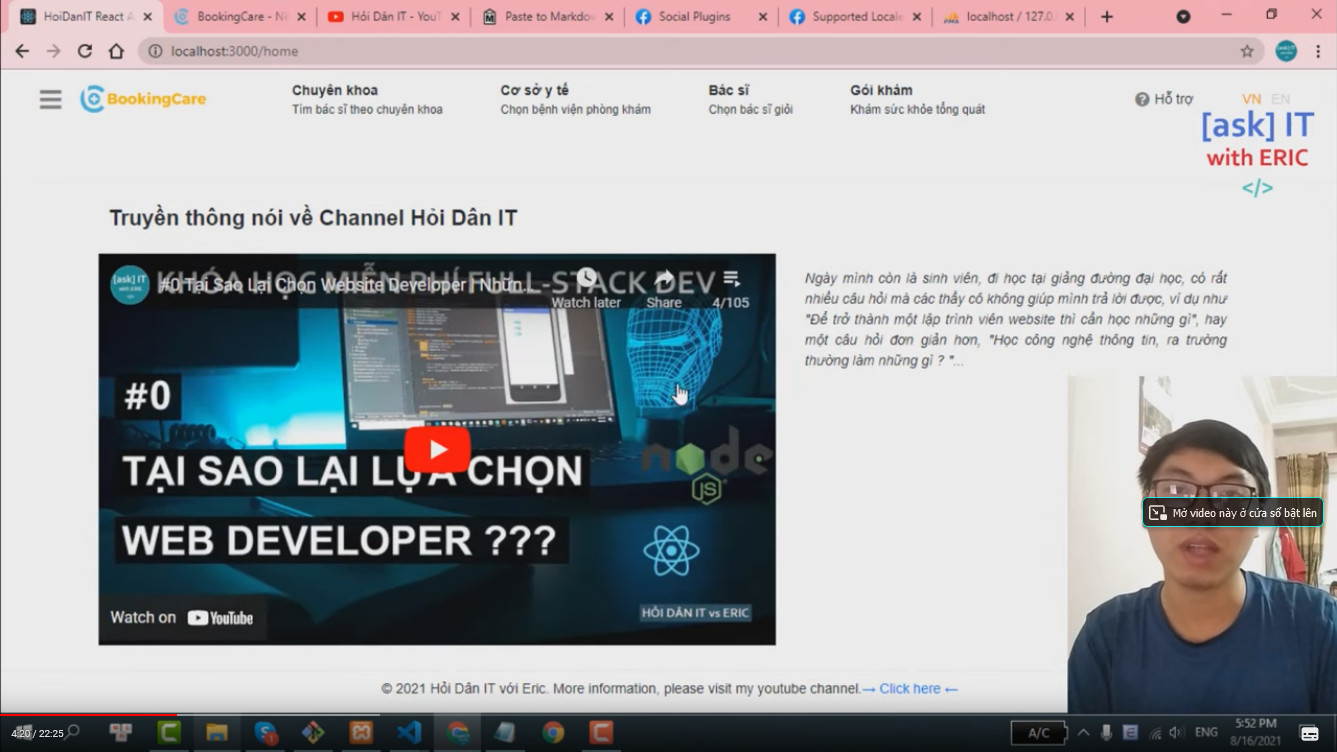 HoiDanIT React A
BookingCare - N
Hỏi Dân IT - YouT
Paste to Markdow
Social Plugins
Supported Locale
localhost / 127.0.
localhost:3000/home
BookingCare
Chuyên khoa
Tìm bác sĩ theo chuyên khoa
Cơ sở y tế
Chọn bệnh viện phòng khám
Bác sĩ
Chọn bác sĩ giỏi
Gói khám
Khám sức khỏe tổng quát
Hỗ trợ
VN EN
[ask] IT
with ERIC
</>
Truyền thông nói về Channel Hỏi Dân IT
[ask] IT
with ERIC
KHÓA HỌC MIỄN PHÍ FULL-STACK DEV
#0 Tại Sao Lại Chọn Website Developer | Nhữn...
Watch later
Share
4/105
#0
TẠI SAO LẠI LỰA CHỌN
WEB DEVELOPER ???
node
JS
HỎI DÂN IT vs ERIC
Watch on YouTube
Ngày mình còn là sinh viên, đi học tại giảng đường đại học, có rất
nhiều câu hỏi mà các thầy cô không giúp mình trả lời được, ví dụ như
"Để trở thành một lập trình viên website thì cần học những gì", hay
một câu hỏi đơn giản hơn, "Học công nghệ thông tin, ra trường
thường làm những gì ? "...
Mở video này ở cửa sổ bật lên
© 2021 Hỏi Dân IT với Eric. More information, please visit my youtube channel.→ Click here ←
4:20 / 22:25
A/C
ENG
5:52 PM
8/16/2021